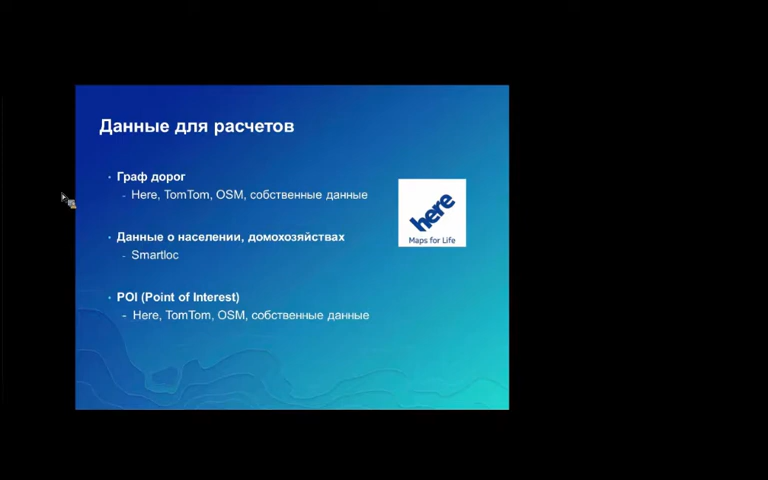 Данные для расчетов
· Граф дорог
- Here, TomTom, OSM, собственные данные
here
Maps for Life
· Данные о населении, домохозяйствах
- Smartloc
· POI (Point of Interest)
- Here, TomTom, OSM, собственные данные